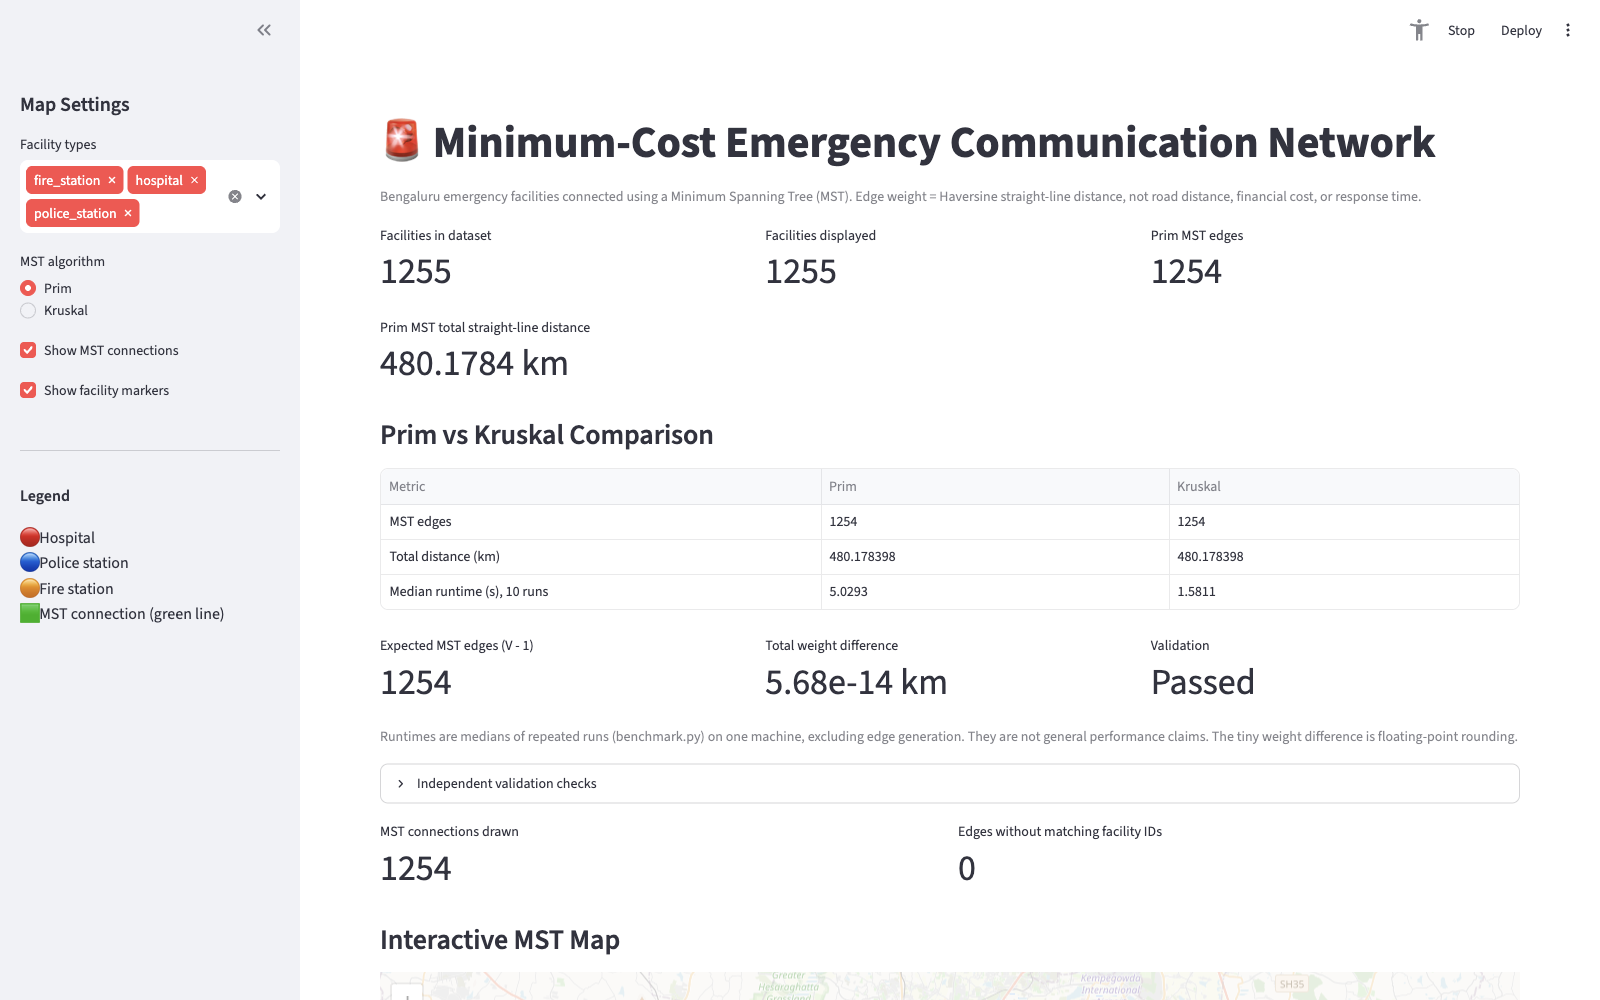 Stop
Deploy
Map Settings
Facility types
fire_station ×
hospital ×
police_station ×
MST algorithm
Prim
Kruskal
Show MST connections
Show facility markers
Legend
Hospital
Police station
Fire station
MST connection (green line)
Minimum-Cost Emergency Communication Network
Bengaluru emergency facilities connected using a Minimum Spanning Tree (MST). Edge weight = Haversine straight-line distance, not road distance, financial cost, or response time.
Facilities in dataset
1255
Facilities displayed
1255
Prim MST edges
1254
Prim MST total straight-line distance
480.1784 km
Prim vs Kruskal Comparison
Metric Prim Kruskal
MST edges 1254 1254
Total distance (km) 480.178398 480.178398
Median runtime (s), 10 runs 5.0293 1.5811
Expected MST edges (V - 1)
1254
Total weight difference
5.68e-14 km
Validation
Passed
Runtimes are medians of repeated runs (benchmark.py) on one machine, excluding edge generation. They are not general performance claims. The tiny weight difference is floating-point rounding.
Independent validation checks
MST connections drawn
1254
Edges without matching facility IDs
0
Interactive MST Map
Greater
Hesaraghatta
Grassland
Kempegowda
International
SH35